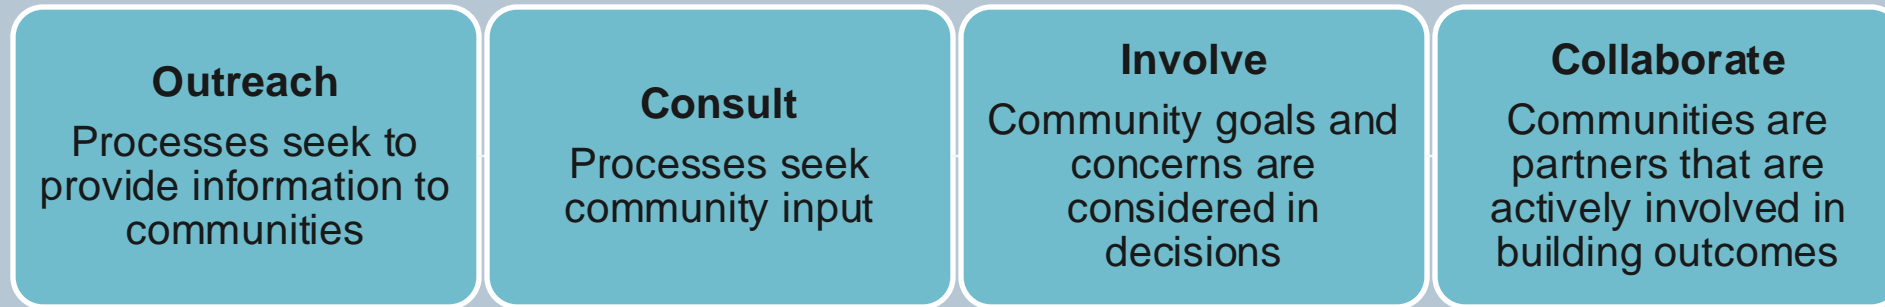 Outreach
Processes seek to
provide information to
communities
Consult
Processes seek
community input
Involve
Community goals and
concerns are
considered in
decisions
Collaborate
Communities are
partners that are
actively involved in
building outcomes